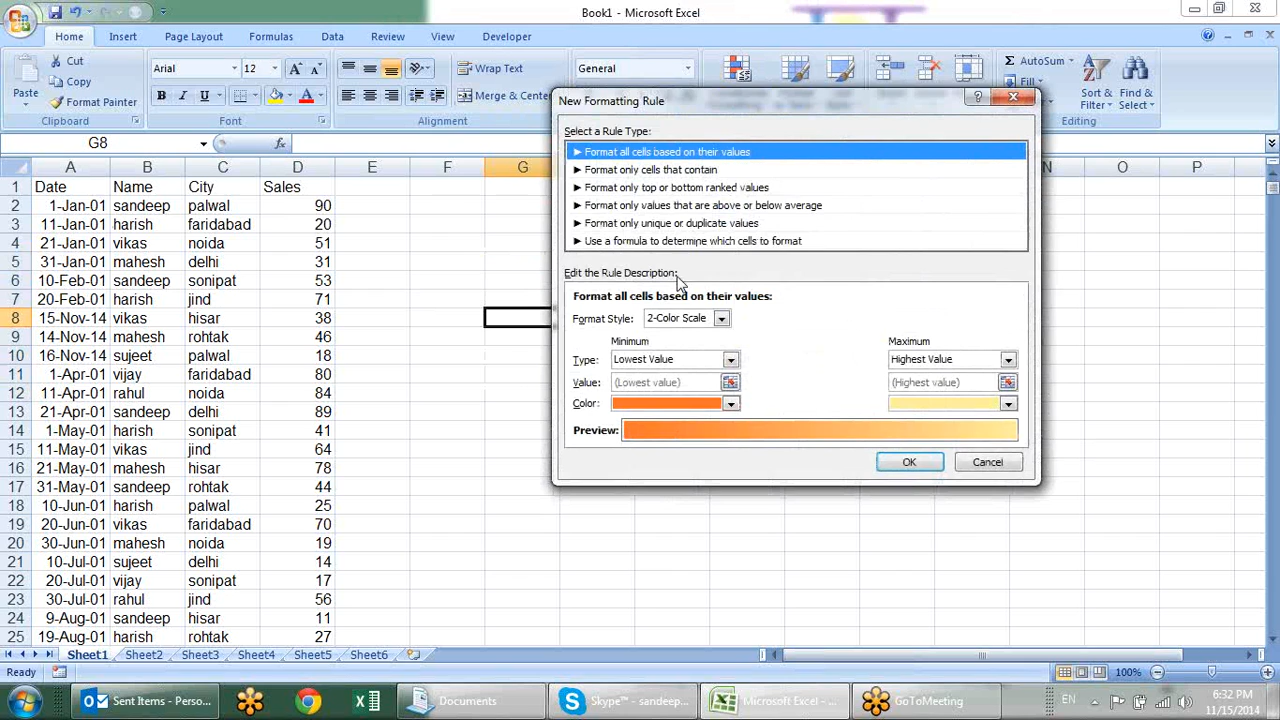 Book1 - Microsoft Excel
Home Insert Page Layout Formulas Data Review View Developer
Paste
Cut
Copy
Format Painter
Clipboard
Arial 12
B I U
Font
Wrap Text
Merge & Center
Alignment
General
AutoSum
Fill
Sort &
Filter
Find &
Select
Editing
G8
fx
A B C D E F G N O P
1 Date Name City Sales
2 1-Jan-01 sandeep palwal 90
3 11-Jan-01 harish faridabad 20
4 21-Jan-01 vikas noida 51
5 31-Jan-01 mahesh delhi 31
6 10-Feb-01 sandeep sonipat 53
7 20-Feb-01 harish jind 71
8 15-Nov-14 vikas hisar 38
9 14-Nov-14 mahesh rohtak 46
10 16-Nov-14 sujeet palwal 18
11 1-Apr-01 vijay faridabad 80
12 11-Apr-01 rahul noida 84
13 21-Apr-01 sandeep delhi 89
14 1-May-01 harish sonipat 41
15 11-May-01 vikas jind 64
16 21-May-01 mahesh hisar 78
17 31-May-01 sandeep rohtak 44
18 10-Jun-01 harish palwal 25
19 20-Jun-01 vikas faridabad 70
20 30-Jun-01 mahesh noida 19
21 10-Jul-01 sujeet delhi 14
22 20-Jul-01 vijay sonipat 17
23 30-Jul-01 rahul jind 56
24 9-Aug-01 sandeep hisar 11
25 19-Aug-01 harish rohtak 27
New Formatting Rule
Select a Rule Type:
► Format all cells based on their values
► Format only cells that contain
► Format only top or bottom ranked values
► Format only values that are above or below average
► Format only unique or duplicate values
► Use a formula to determine which cells to format
Edit the Rule Description:
Format all cells based on their values:
Format Style: 2-Color Scale
Minimum Maximum
Type: Lowest Value Highest Value
Value: (Lowest value) (Highest value)
Color:
Preview:
OK Cancel
Sheet1 Sheet2 Sheet3 Sheet4 Sheet5 Sheet6
Ready 100%
Sent Items - Perso...
Documents
Skype™ - sandeep...
Microsoft Excel - ...
GoToMeeting
EN
6:32 PM
11/15/2014